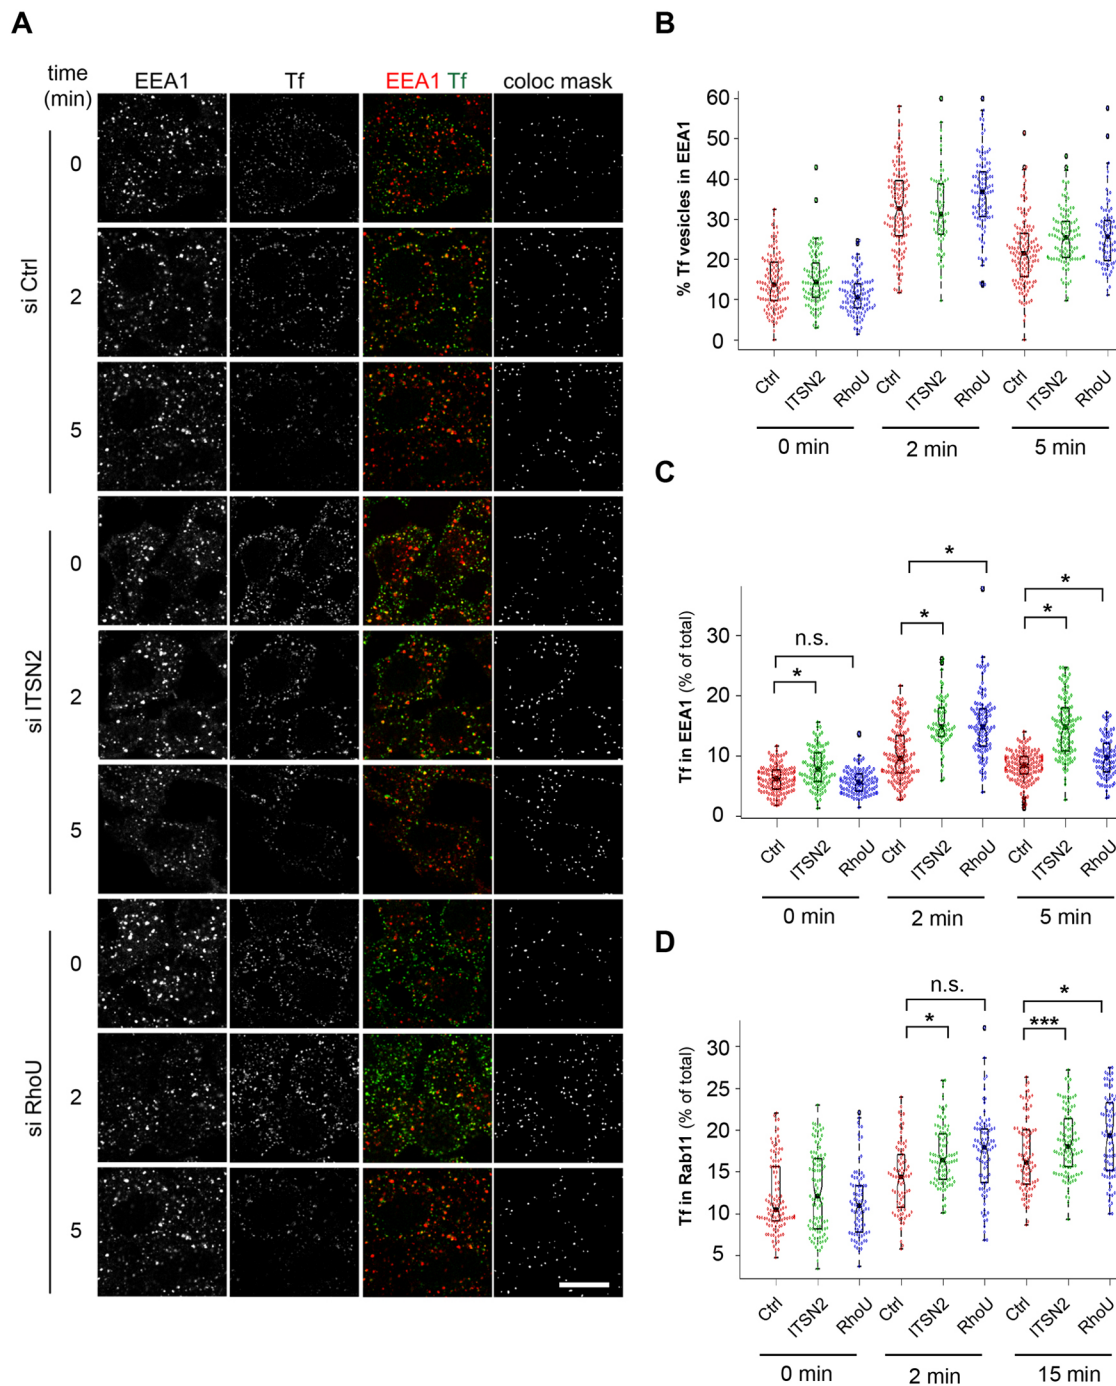 A
time
(min)
EEA1
Tf
EEA1 Tf
coloc mask
si Ctrl
0
2
5
si ITSN2
0
2
5
si RhoU
0
2
5
B
% Tf vesicles in EEA1
60
50
40
30
20
10
0
Ctrl
ITSN2
RhoU
Ctrl
ITSN2
RhoU
Ctrl
ITSN2
RhoU
0 min
2 min
5 min
C
Tf in EEA1 (% of total)
30
20
10
0
n.s.
*
*
*
*
*
Ctrl
ITSN2
RhoU
Ctrl
ITSN2
RhoU
Ctrl
ITSN2
RhoU
0 min
2 min
5 min
D
Tf in Rab11 (% of total)
30
25
20
15
10
5
n.s.
*
*
***
Ctrl
ITSN2
RhoU
Ctrl
ITSN2
RhoU
Ctrl
ITSN2
RhoU
0 min
2 min
15 min